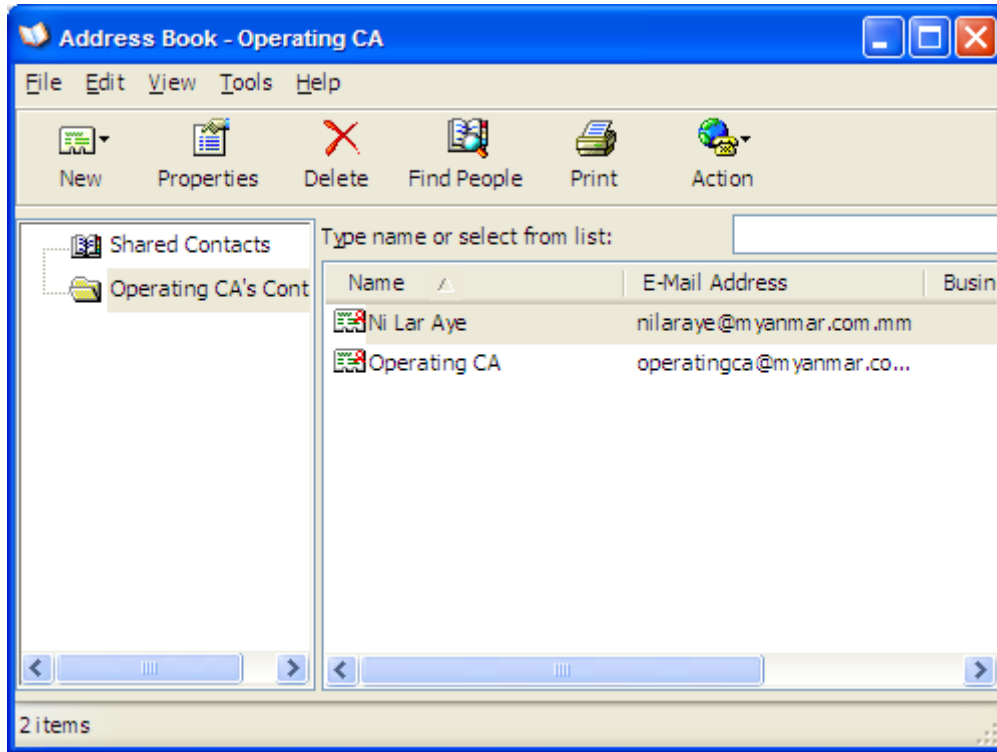 Address Book - Operating CA
File Edit View Tools Help
New Properties Delete Find People Print Action
Shared Contacts
Operating CA's Cont
Type name or select from list:
Name E-Mail Address Busin
Ni Lar Aye nilaraye@myanmar.com.mm
Operating CA operatingca@myanmar.co...
2 items